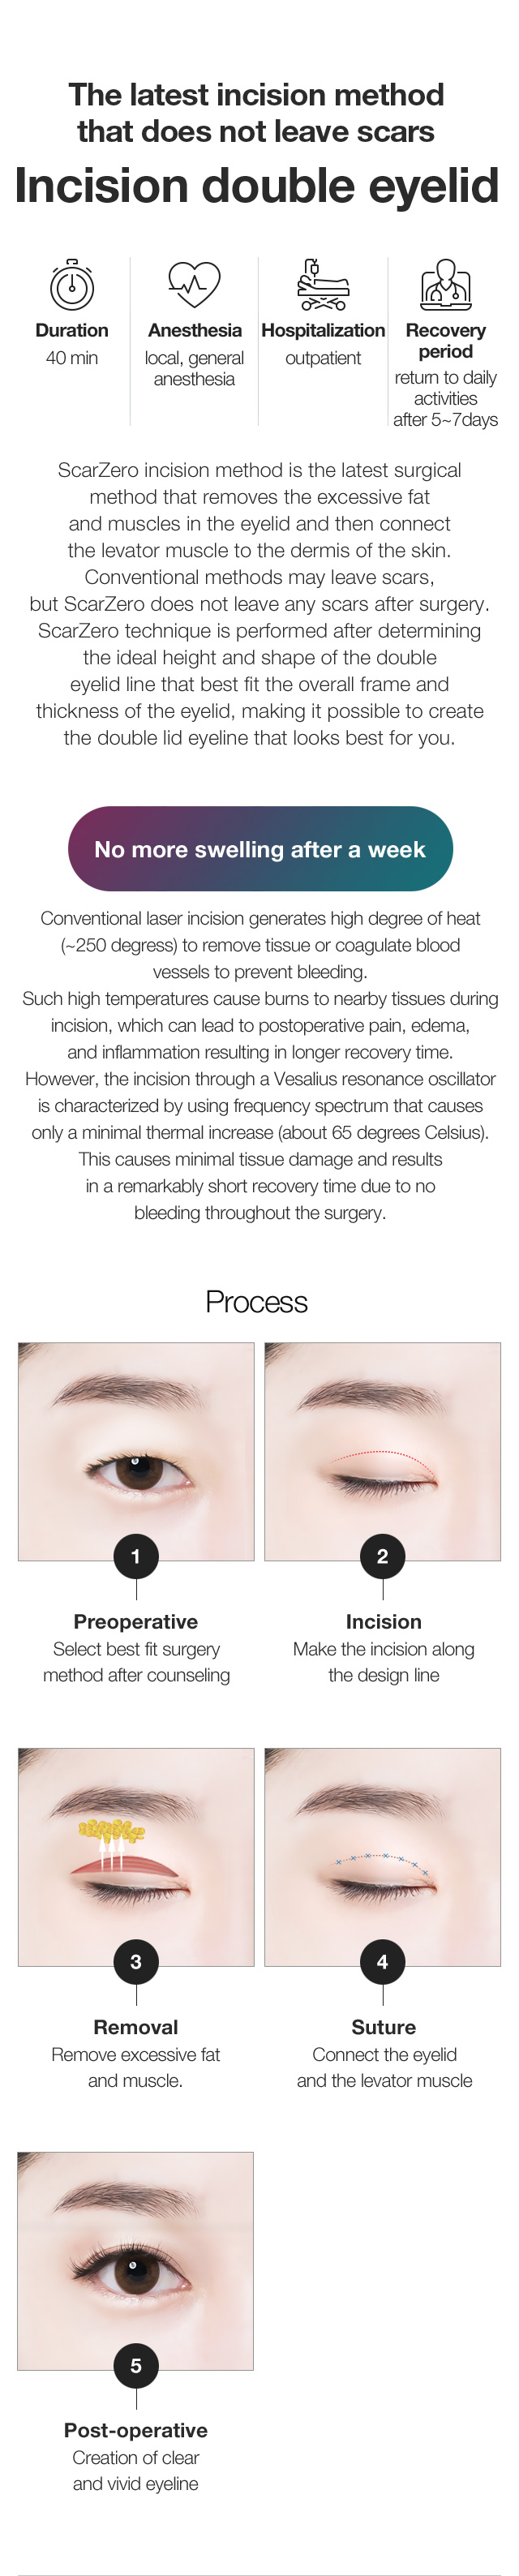 The latest incision method
that does not leave scars
Incision double eyelid
Duration
40 min
Anesthesia
local, general
anesthesia
Hospitalization
outpatient
Recovery
period
return to daily
activities
after 5~7days
ScarZero incision method is the latest surgical
method that removes the excessive fat
and muscles in the eyelid and then connect
the levator muscle to the dermis of the skin.
Conventional methods may leave scars,
but ScarZero does not leave any scars after surgery.
ScarZero technique is performed after determining
the ideal height and shape of the double
eyelid line that best fit the overall frame and
thickness of the eyelid, making it possible to create
the double lid eyeline that looks best for you.
No more swelling after a week
Conventional laser incision generates high degree of heat
(~250 degress) to remove tissue or coagulate blood
vessels to prevent bleeding.
Such high temperatures cause burns to nearby tissues during
incision, which can lead to postoperative pain, edema,
and inflammation resulting in longer recovery time.
However, the incision through a Vesalius resonance oscillator
is characterized by using frequency spectrum that causes
only a minimal thermal increase (about 65 degrees Celsius).
This causes minimal tissue damage and results
in a remarkably short recovery time due to no
bleeding throughout the surgery.
Process
1
Preoperative
Select best fit surgery
method after counseling
2
Incision
Make the incision along
the design line
3
Removal
Remove excessive fat
and muscle.
4
Suture
Connect the eyelid
and the levator muscle
5
Post-operative
Creation of clear
and vivid eyeline